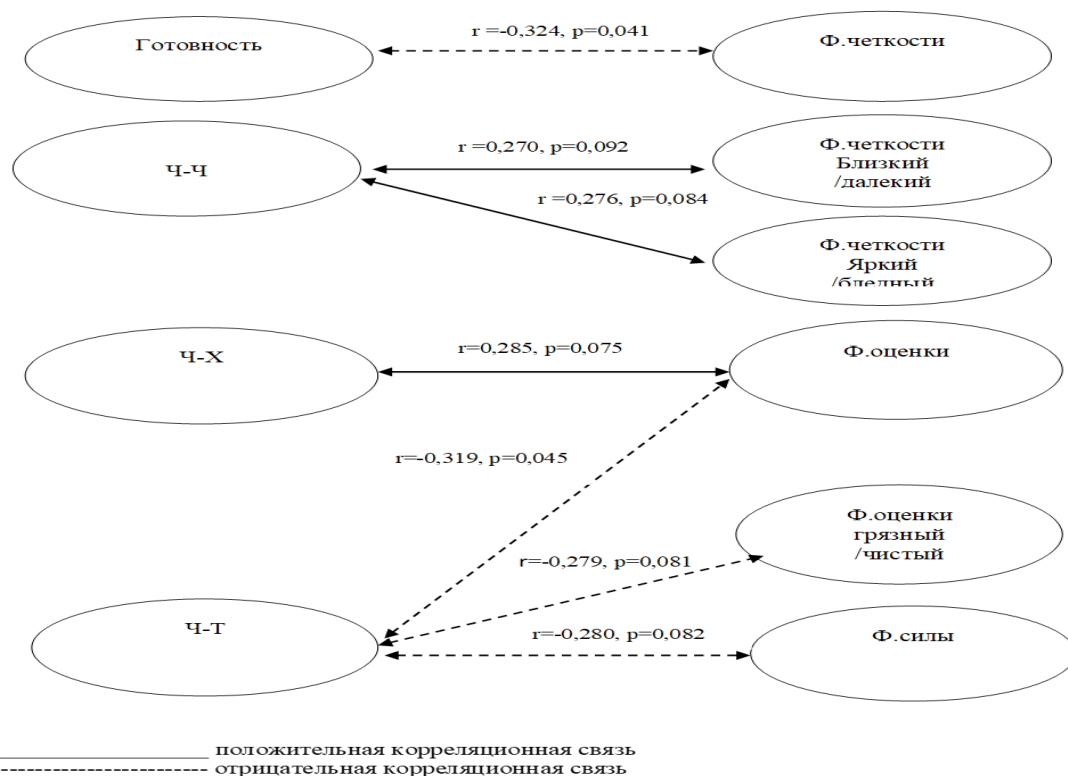 Готовность
r =-0,324, p=0,041
Ф.четкости
Ч-Ч
r =0,270, p=0,092
Ф.четкости
Близкий
/далекий
r =0,276, p=0,084
Ф.четкости
Яркий
/бледный
Ч-Х
r=0,285, p=0,075
Ф.оценки
r=-0,319, p=0,045
Ф.оценки
грязный
/чистый
r=-0,279, p=0,081
Ч-Т
r=-0,280, p=0,082
Ф.силы
положительная корреляционная связь
отрицательная корреляционная связь